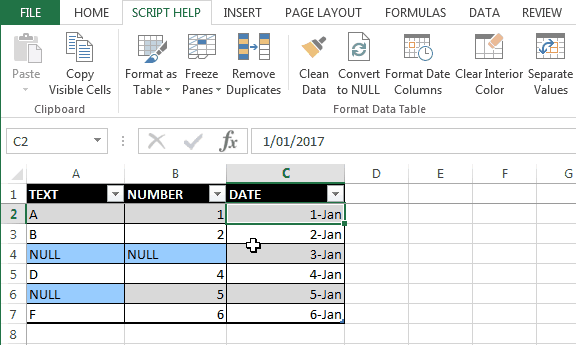 FILE HOME SCRIPT HELP INSERT PAGE LAYOUT FORMULAS DATA REVIEW
Paste Copy Visible Cells Format as Table Freeze Panes Remove Duplicates Clean Data Convert to NULL Format Date Columns Clear Interior Color Separate Values
Clipboard Format Data Table
C2 fx 1/01/2017
A B C D E F G
1 TEXT NUMBER DATE
2 A 1 1-Jan
3 B 2 2-Jan
4 NULL NULL 3-Jan
5 D 4 4-Jan
6 NULL 5 5-Jan
7 F 6 6-Jan
8